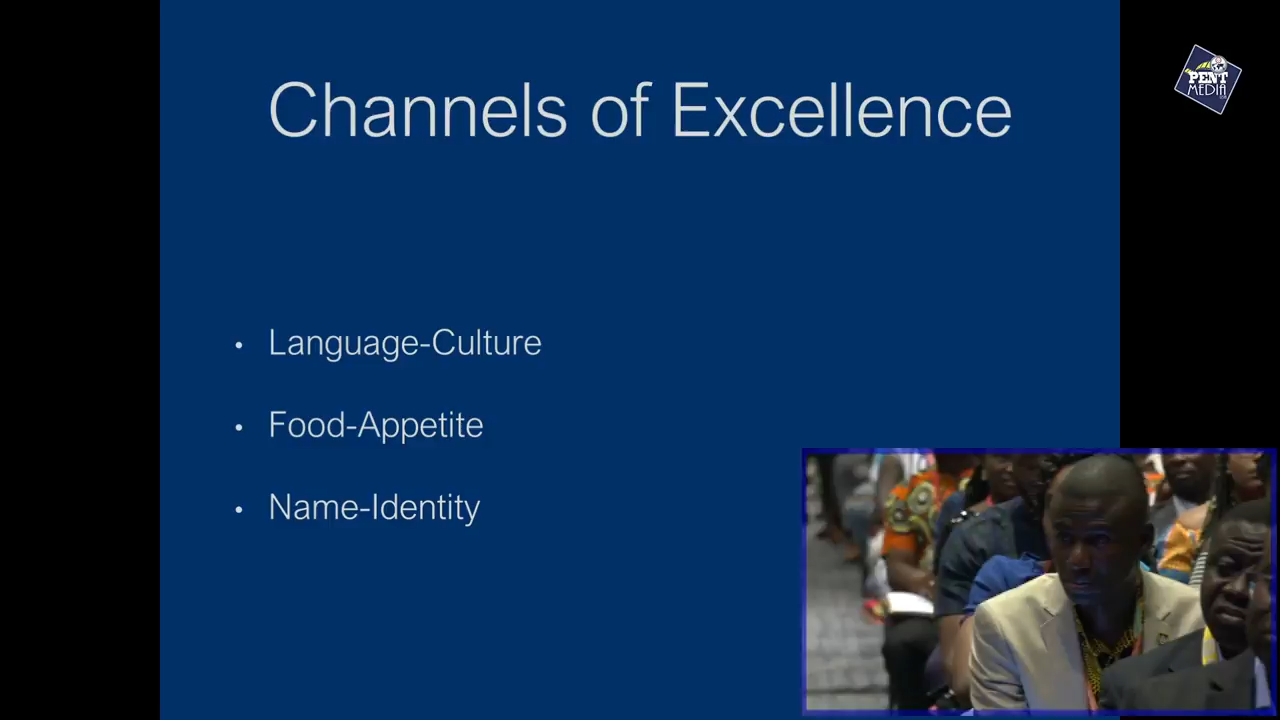 Channels of Excellence
PENT
MEDIA
• Language-Culture
• Food-Appetite
• Name-Identity